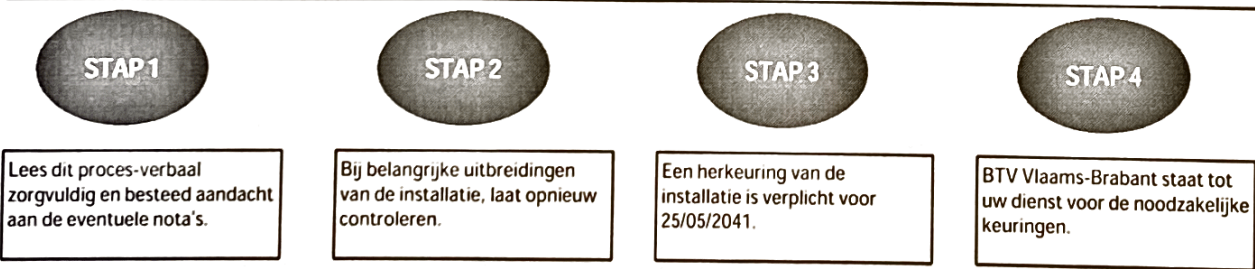 STAP 1
Lees dit proces-verbaal
zorgvuldig en besteed aandacht
aan de eventuele nota's.
STAP 2
Bij belangrijke uitbreidingen
van de installatie, laat opnieuw
controleren.
STAP 3
Een herkeuring van de
installatie is verplicht voor
25/05/2041.
STAP 4
BTV Vlaams-Brabant staat tot
uw dienst voor de noodzakelijke
keuringen.